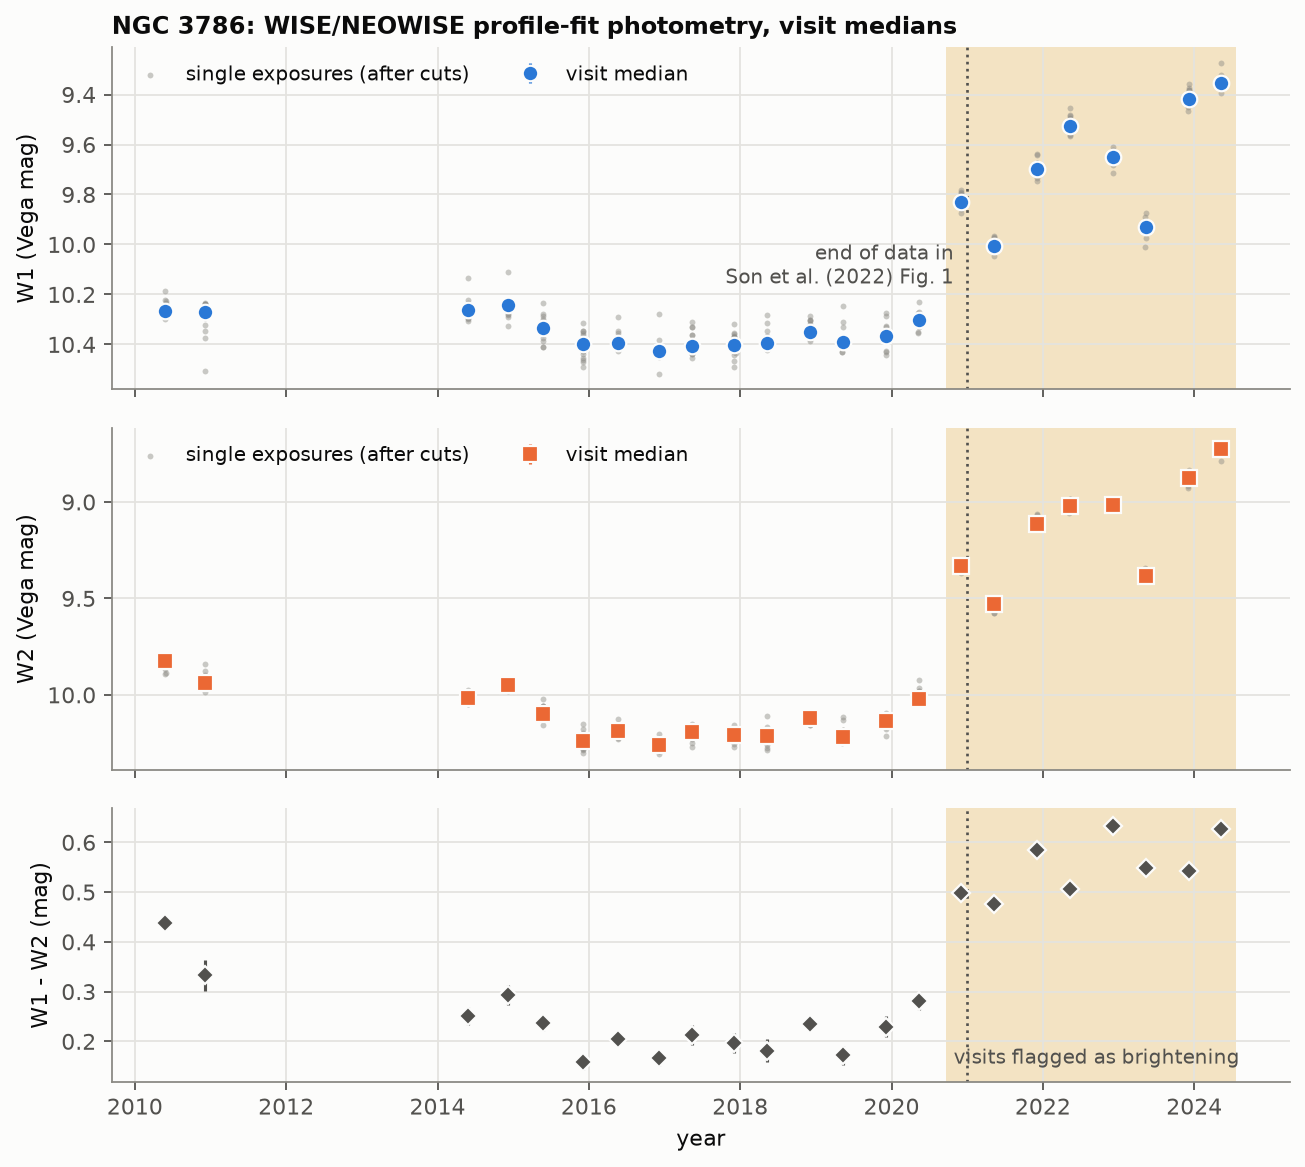 NGC 3786: WISE/NEOWISE profile-fit photometry, visit medians
single exposures (after cuts)
visit median
W1 (Vega mag)
9.4
9.6
9.8
10.0
10.2
10.4
end of data in
Son et al. (2022) Fig. 1
single exposures (after cuts)
visit median
W2 (Vega mag)
9.0
9.5
10.0
W1 - W2 (mag)
0.6
0.5
0.4
0.3
0.2
visits flagged as brightening
2010
2012
2014
2016
2018
2020
2022
2024
year